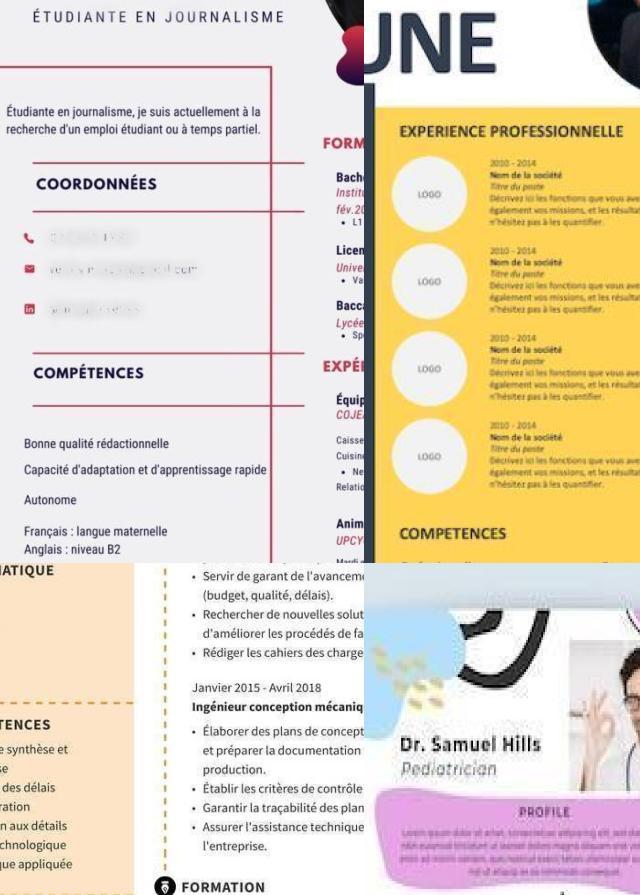 ÉTUDIANTE EN JOURNALISME
Étudiante en journalisme, je suis actuellement à la
recherche d'un emploi étudiant ou à temps partiel.
COORDONNÉES
COMPÉTENCES
Bonne qualité rédactionnelle
Capacité d'adaptation et d'apprentissage rapide
Autonome
Français : langue maternelle
Anglais : niveau B2
FORM
Bache
Institu
fév.20
• L1
Licen
Unive
• Va
Bacca
Lycée
• Sp
EXPÉ
Équip
COJE
Caisse
Cuisin
• Ne
Relatio
Anim
UPCY
UNE
EXPERIENCE PROFESSIONNELLE
LOGO
2010 - 2014
Nom de la société
Titre du poste
Décrivez ici les fonctions que vous ave
également vos missions, et les résultat
n'hésitez pas à les quantifier.
LOGO
2010 - 2014
Nom de la société
Titre du poste
Décrivez ici les fonctions que vous ave
également vos missions, et les résultat
n'hésitez pas à les quantifier.
LOGO
2010 - 2014
Nom de la société
Titre du poste
Décrivez ici les fonctions que vous ave
également vos missions, et les résultat
n'hésitez pas à les quantifier.
LOGO
2010 - 2014
Nom de la société
Titre du poste
Décrivez ici les fonctions que vous ave
également vos missions, et les résultat
n'hésitez pas à les quantifier.
COMPETENCES
MATIQUE
TENCES
e synthèse et
se
des délais
ration
n aux détails
chnologique
que appliquée
• Servir de garant de l'avancem
(budget, qualité, délais).
• Rechercher de nouvelles solut
d'améliorer les procédés de fa
• Rédiger les cahiers des charge
Janvier 2015 - Avril 2018
Ingénieur conception mécaniq
• Élaborer des plans de concept
et préparer la documentation
production.
• Établir les critères de contrôle
• Garantir la traçabilité des plan
• Assurer l'assistance technique
l'entreprise.
FORMATION
Dr. Samuel Hills
Pediatrician
PROFILE